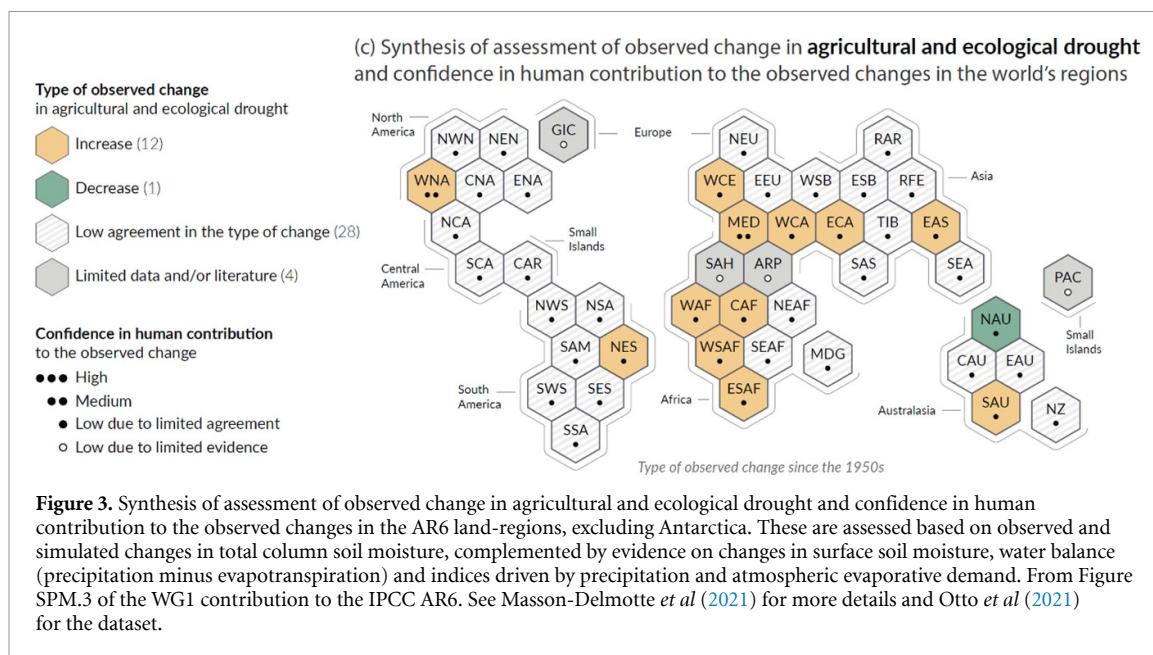 (c) Synthesis of assessment of observed change in agricultural and ecological drought
and confidence in human contribution to the observed changes in the world's regions
Type of observed change
in agricultural and ecological drought
Increase (12)
Decrease (1)
Low agreement in the type of change (28)
Limited data and/or literature (4)
Confidence in human contribution
to the observed change
High
Medium
Low due to limited agreement
Low due to limited evidence
North
America
NWN
NEN
GIC
Europe
NEU
RAR
WNA
CNA
ENA
WCE
EEU
WSB
ESB
RFE
Asia
NCA
MED
WCA
ECA
TIB
EAS
Small
Islands
Central
America
SCA
CAR
SAH
ARP
SAS
SEA
PAC
NWS
NSA
WAF
CAF
NEAF
NAU
Small
Islands
SAM
NES
WSAF
SEAF
MDG
CAU
EAU
South
America
SWS
SES
Africa
ESAF
Australasia
SAU
NZ
SSA
Type of observed change since the 1950s
Figure 3. Synthesis of assessment of observed change in agricultural and ecological drought and confidence in human
contribution to the observed changes in the AR6 land-regions, excluding Antarctica. These are assessed based on observed and
simulated changes in total column soil moisture, complemented by evidence on changes in surface soil moisture, water balance
(precipitation minus evapotranspiration) and indices driven by precipitation and atmospheric evaporative demand. From Figure
SPM.3 of the WG1 contribution to the IPCC AR6. See Masson-Delmotte et al (2021) for more details and Otto et al (2021)
for the dataset.